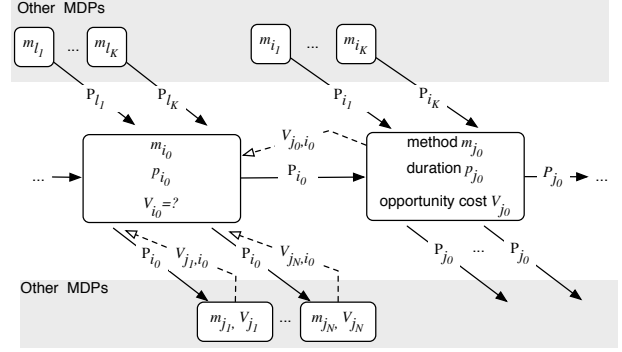 Other MDPs
m_{l_1} ... m_{l_K} m_{i_1} ... m_{i_K}
P_{l_1} P_{l_K} P_{i_1} P_{i_K}
m_{i_0}
p_{i_0}
V_{i_0}=?
...
V_{j_0,i_0}
P_{i_0}
method m_{j_0}
duration p_{j_0}
opportunity cost V_{j_0}
P_{j_0}
...
P_{i_0} V_{j_1,i_0} P_{i_0} V_{j_N,i_0}
P_{j_0} ... P_{j_0}
Other MDPs
m_{j_1}, V_{j_1} ... m_{j_N}, V_{j_N}